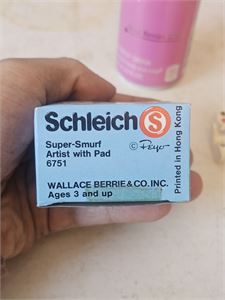 Schleich S
Super-Smurf
Artist with Pad
6751
© Peyo
WALLACE BERRIE & CO. INC.
Ages 3 and up
Printed in Hong Kong